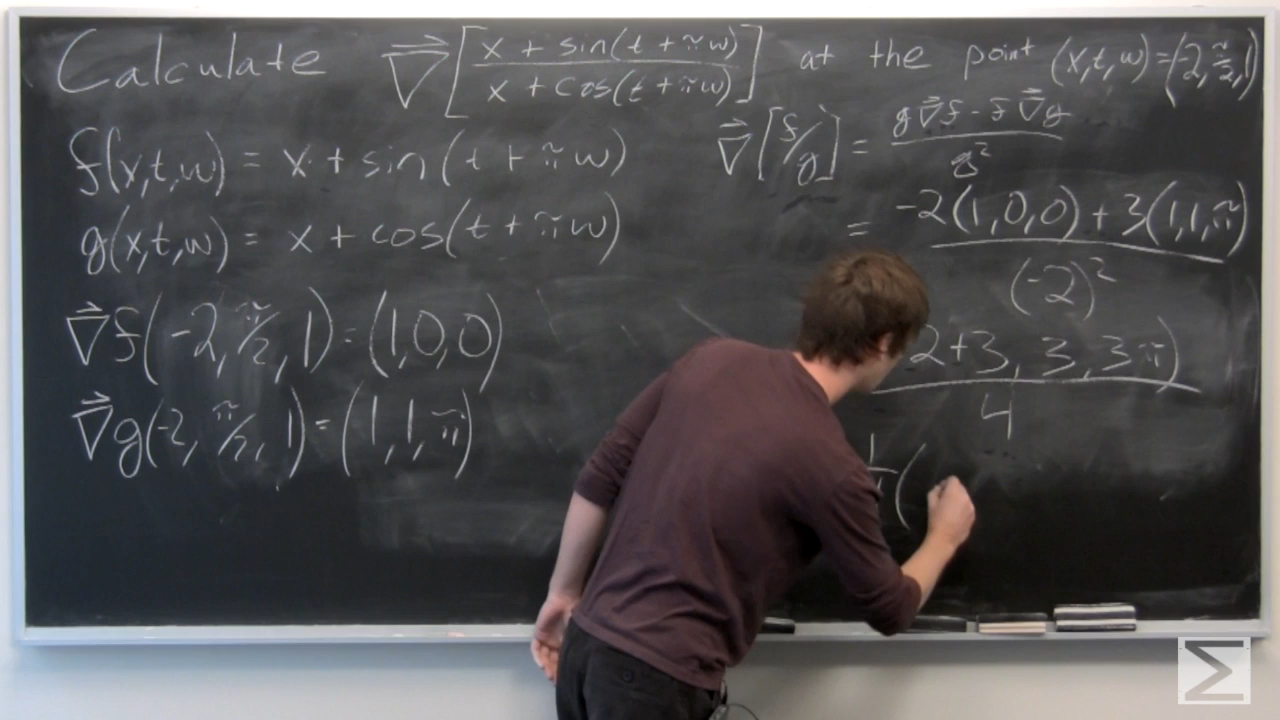 Calculate ∇⃗[(x + sin(t + πw))/(x + cos(t + πw))] at the point (x,t,w)=(-2,π/2,1)
f(x,t,w) = x + sin(t + πw)
g(x,t,w) = x + cos(t + πw)
∇⃗f(-2,π/2,1)=(1,0,0)
∇⃗g(-2,π/2,1)=(1,1,π)
∇⃗[f/g] = (g∇⃗f - f∇⃗g)/g²
= (-2(1,0,0) + 3(1,1,π))/(-2)²
2+3, 3, 3π)/4
(
Σ